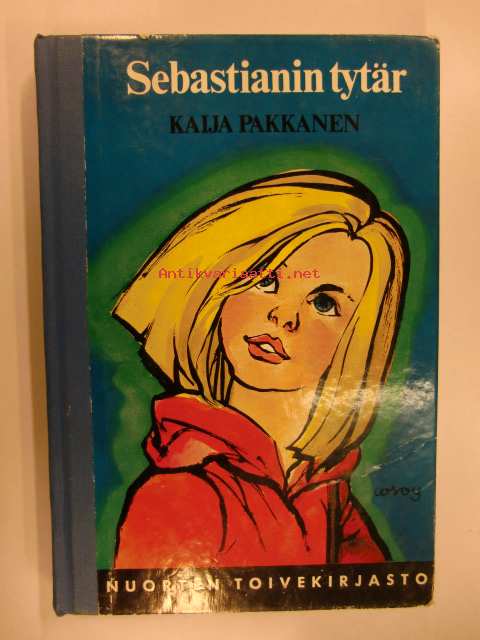 Sebastianin tytär
KAIJA PAKKANEN
Antikvariaatti.net
NUORTEN TOIVEKIRJASTO